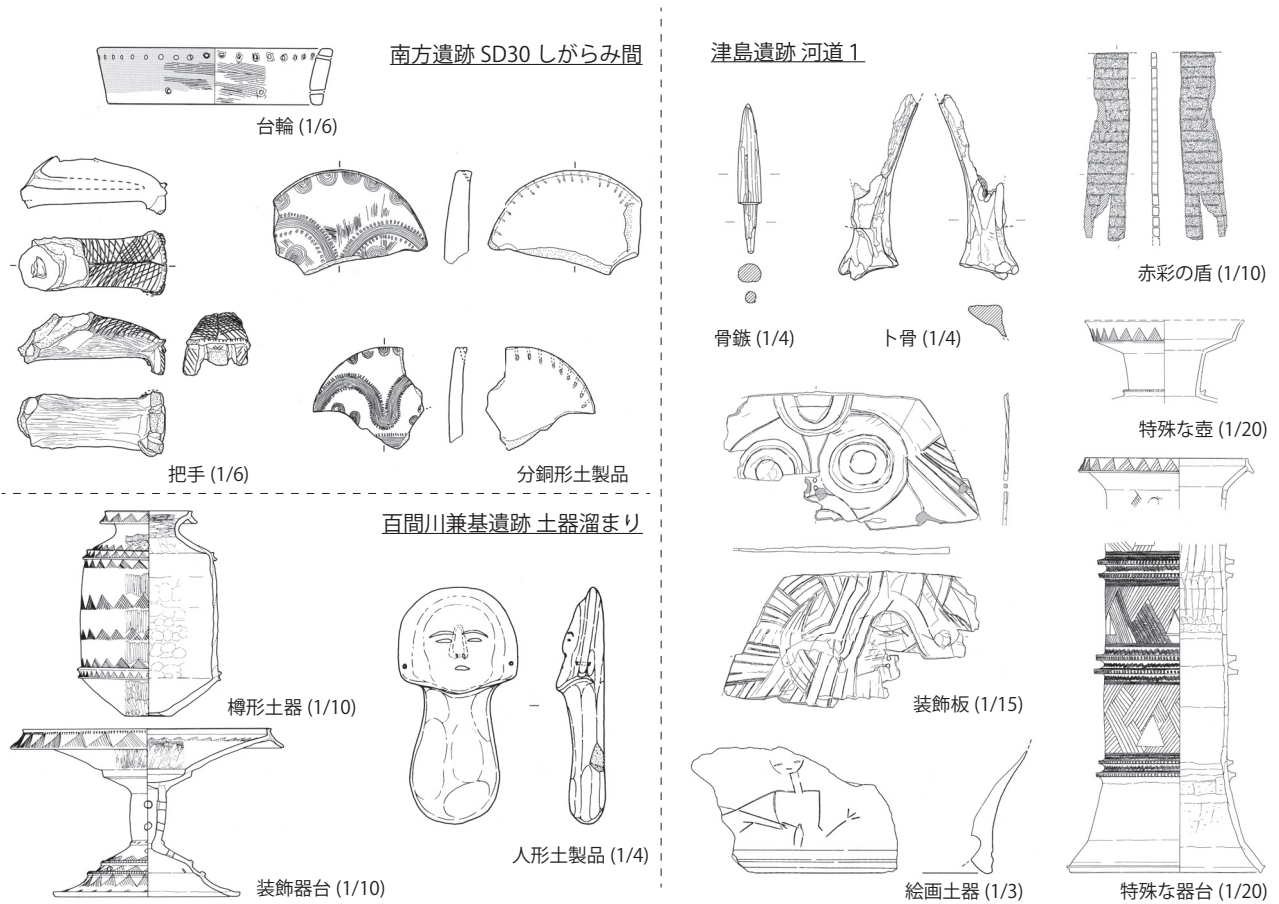 南方遺跡 SD30 しがらみ間
台輪 (1/6)
把手 (1/6)
分銅形土製品
百間川兼基遺跡 土器溜まり
樽形土器 (1/10)
装飾器台 (1/10)
人形土製品 (1/4)
津島遺跡 河道 1
骨鏃 (1/4)
卜骨 (1/4)
赤彩の盾 (1/10)
特殊な壺 (1/20)
装飾板 (1/15)
絵画土器 (1/3)
特殊な器台 (1/20)